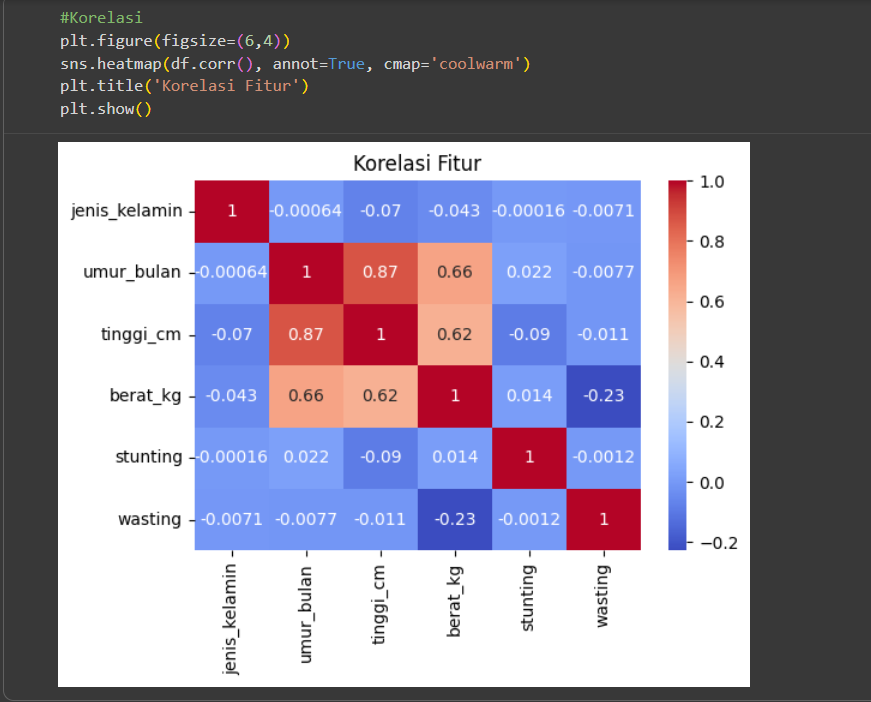 #Korelasi
plt.figure(figsize=(6,4))
sns.heatmap(df.corr(), annot=True, cmap='coolwarm')
plt.title('Korelasi Fitur')
plt.show()
Korelasi Fitur
jenis_kelamin 1 -0.00064 -0.07 -0.043 -0.00016 -0.0071
umur_bulan -0.00064 1 0.87 0.66 0.022 -0.0077
tinggi_cm -0.07 0.87 1 0.62 -0.09 -0.011
berat_kg -0.043 0.66 0.62 1 0.014 -0.23
stunting -0.00016 0.022 -0.09 0.014 1 -0.0012
wasting -0.0071 -0.0077 -0.011 -0.23 -0.0012 1
jenis_kelamin umur_bulan tinggi_cm berat_kg stunting wasting
1.0
0.8
0.6
0.4
0.2
0.0
−0.2